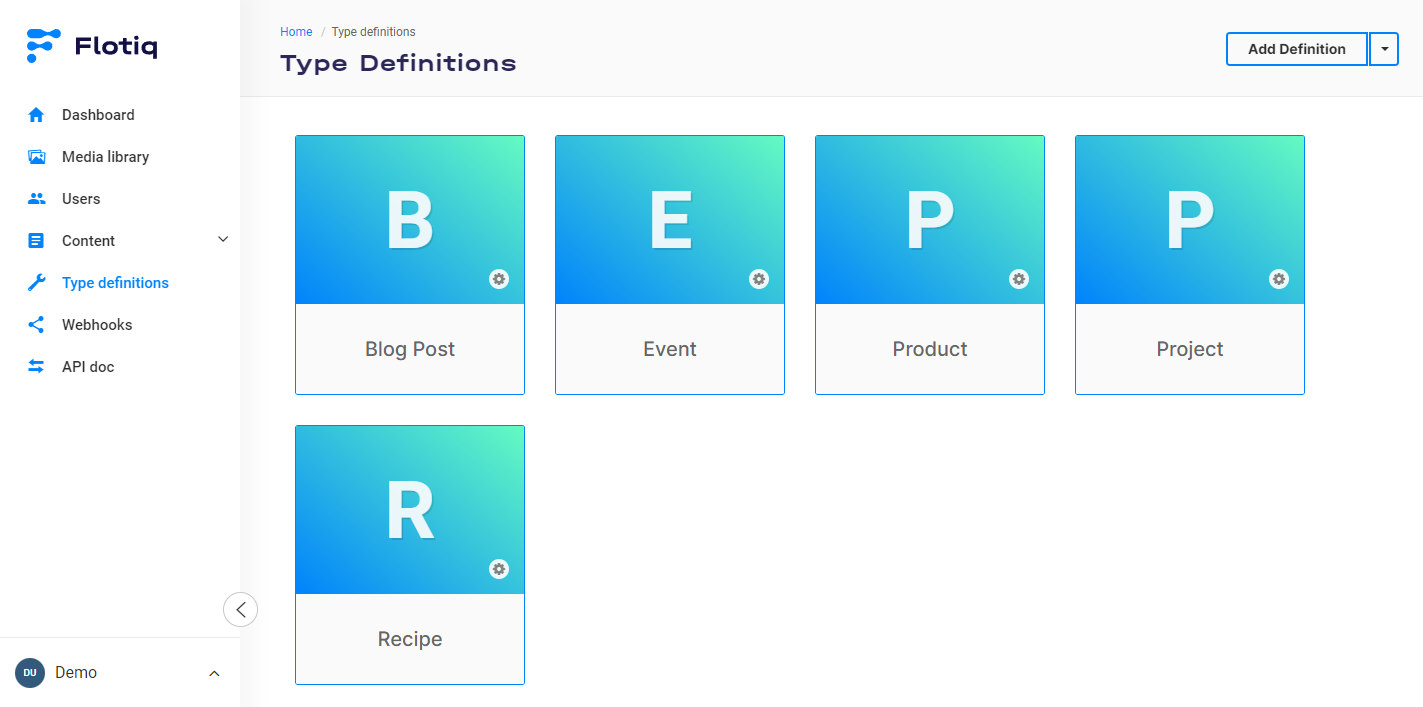 Flotiq
Dashboard
Media library
Users
Content
Type definitions
Webhooks
API doc
DU Demo
Home / Type definitions
Type Definitions
Add Definition
B
Blog Post
E
Event
P
Product
P
Project
R
Recipe